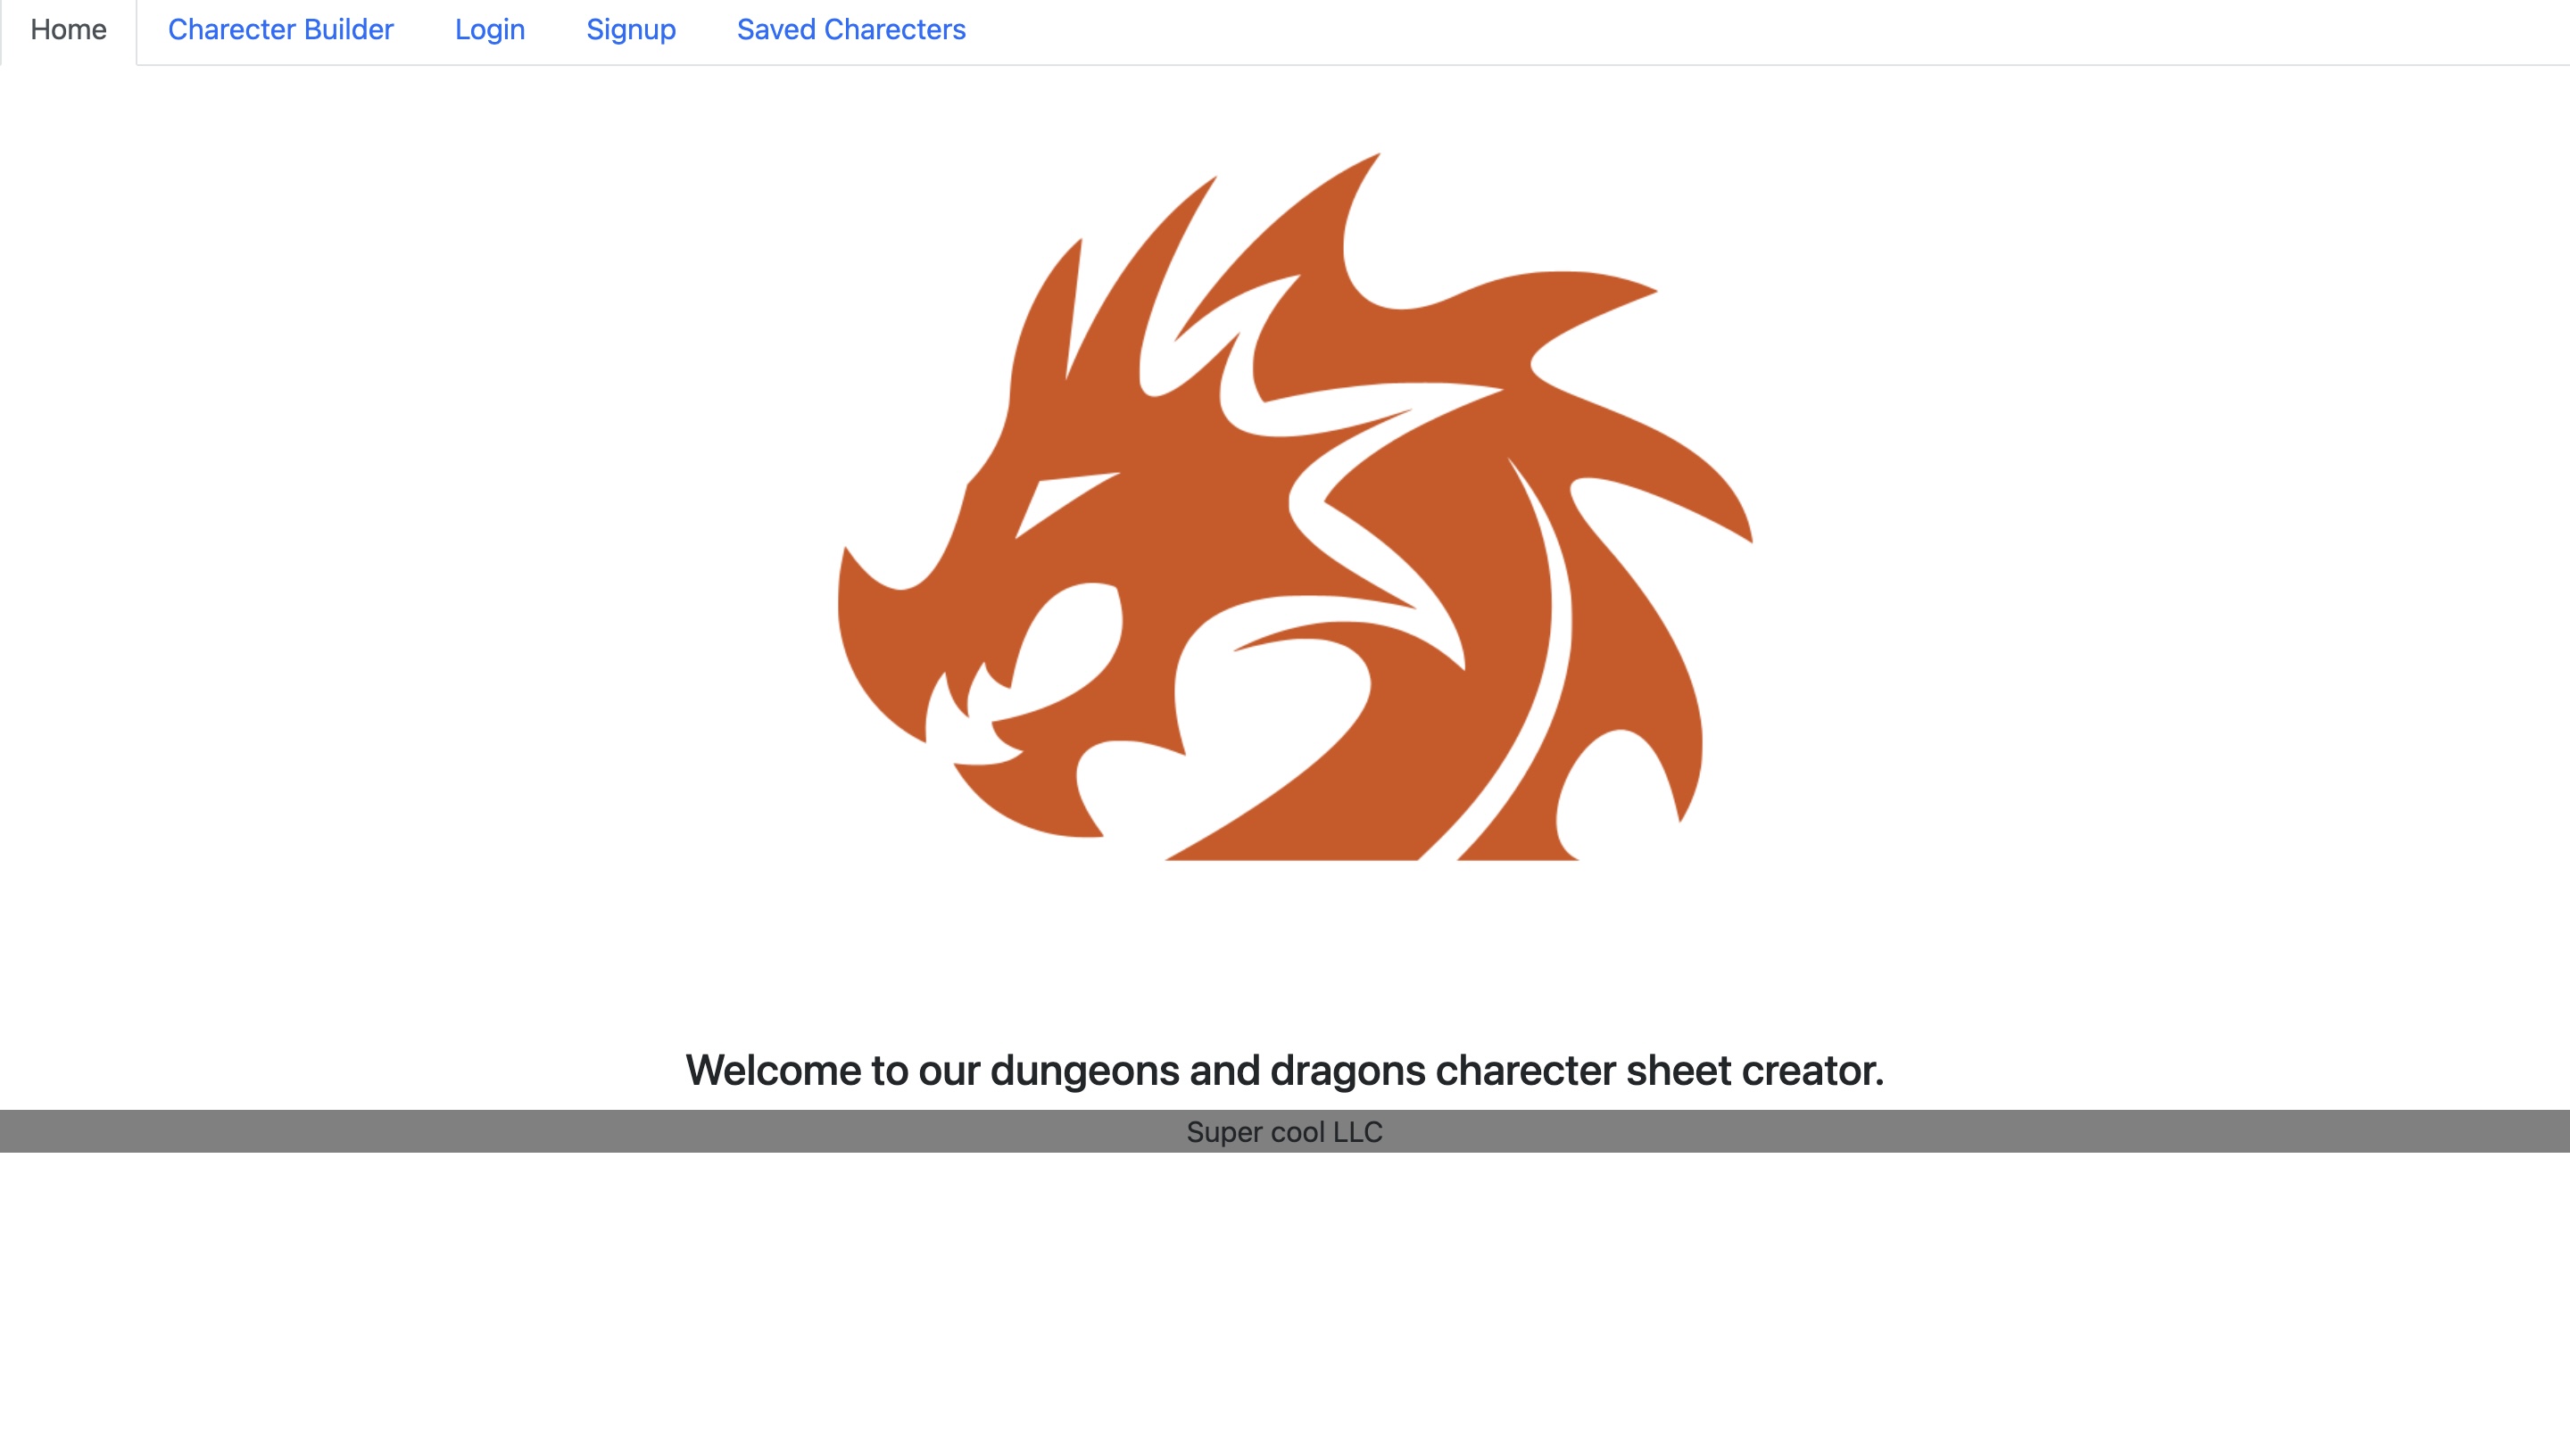 Home Charecter Builder Login Signup Saved Charecters
Welcome to our dungeons and dragons charecter sheet creator.
Super cool LLC